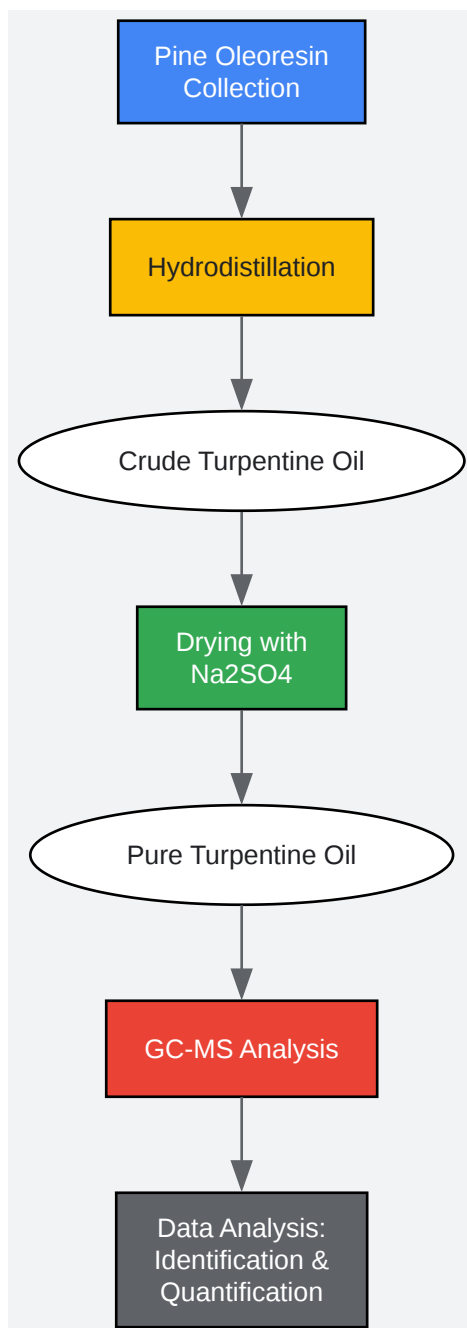 Pine Oleoresin
Collection
Hydrodistillation
Crude Turpentine Oil
Drying with
Na2SO4
Pure Turpentine Oil
GC-MS Analysis
Data Analysis:
Identification &
Quantification